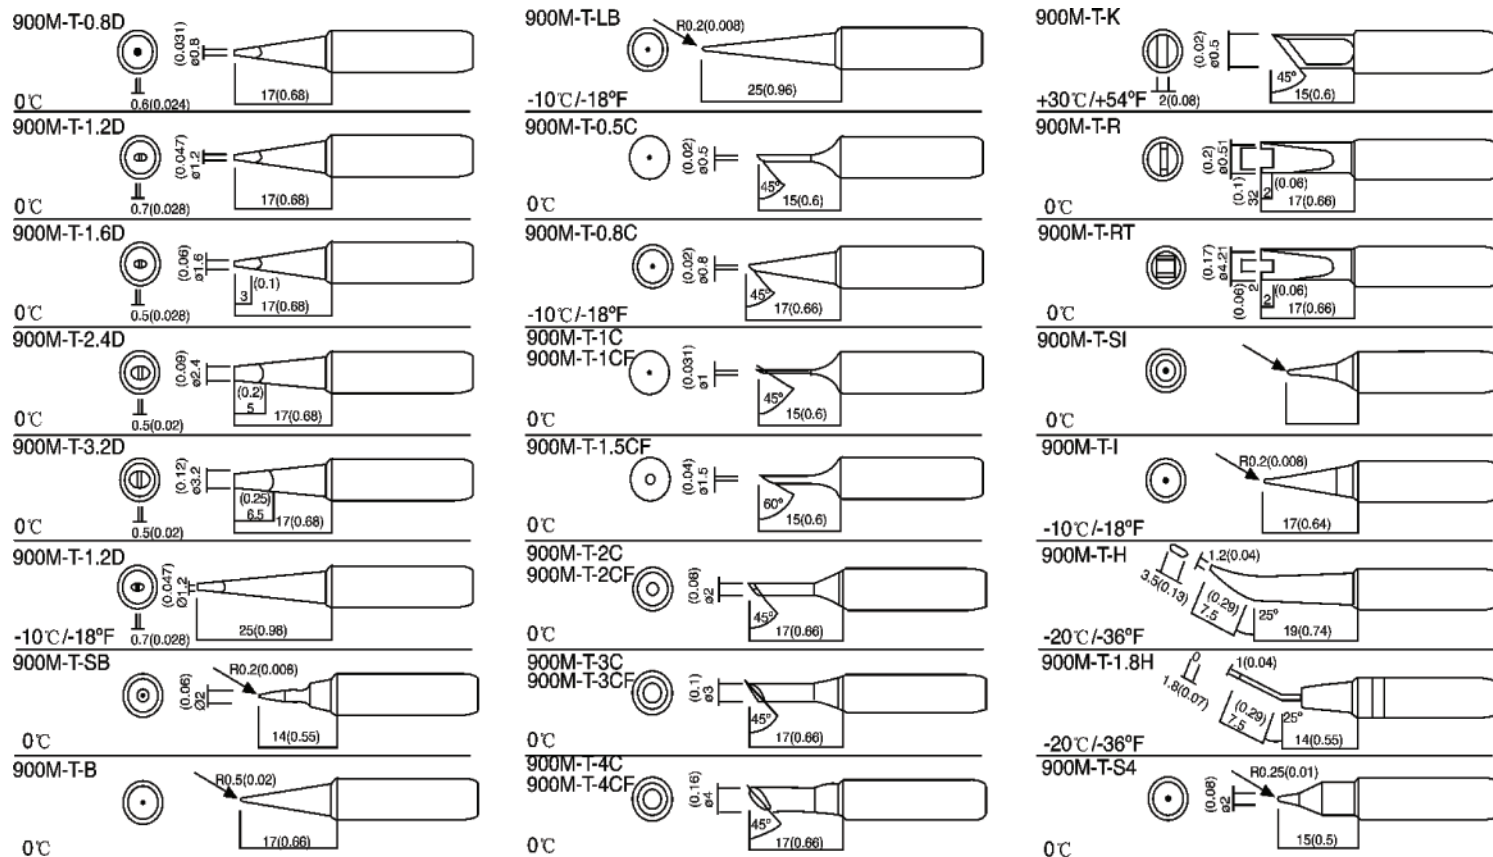 900M-T-0.8D
(0.031)
ø0.8
17(0.68)
0.6(0.024)
0℃
900M-T-1.2D
(0.047)
ø1.2
17(0.68)
0.7(0.028)
0℃
900M-T-1.6D
(0.06)
ø1.6
(0.1)
3
17(0.68)
0.5(0.028)
0℃
900M-T-2.4D
(0.09)
ø2.4
(0.2)
5
17(0.68)
0.5(0.02)
0℃
900M-T-3.2D
(0.12)
ø3.2
(0.25)
6.5
17(0.68)
0.5(0.02)
0℃
900M-T-1.2D
(0.047)
Ø1.2
25(0.98)
-10℃/-18ºF
0.7(0.028)
900M-T-SB
R0.2(0.008)
(0.06)
Ø2
14(0.55)
0℃
900M-T-B
R0.5(0.02)
17(0.66)
0℃
900M-T-LB
R0.2(0.008)
25(0.96)
-10℃/-18ºF
900M-T-0.5C
(0.02)
ø0.5
45º
15(0.6)
0℃
900M-T-0.8C
(0.02)
ø0.8
45º
17(0.66)
-10℃/-18ºF
900M-T-1C
900M-T-1CF
(0.031)
ø1
45º
15(0.6)
0℃
900M-T-1.5CF
(0.04)
ø1.5
60º
15(0.6)
0℃
900M-T-2C
900M-T-2CF
(0.08)
ø2
45º
17(0.66)
0℃
900M-T-3C
900M-T-3CF
(0.1)
ø3
45º
17(0.66)
0℃
900M-T-4C
900M-T-4CF
(0.16)
ø4
45º
17(0.66)
0℃
900M-T-K
(0.02)
ø0.5
45º
15(0.6)
+30℃/+54ºF
2(0.08)
900M-T-R
(0.2)
ø0.51
(0.1)
32
(0.06)
2
17(0.66)
0℃
900M-T-RT
(0.17)
ø4.21
(0.06)
2
(0.06)
2
17(0.66)
0℃
900M-T-SI
0℃
900M-T-I
R0.2(0.008)
17(0.64)
-10℃/-18ºF
900M-T-H
1.2(0.04)
3.5(0.13)
(0.29)
7.5
25º
19(0.74)
-20℃/-36ºF
900M-T-1.8H
1(0.04)
1.8(0.07)
(0.29)
7.5
25º
14(0.55)
-20℃/-36ºF
900M-T-S4
R0.25(0.01)
(0.08)
ø2
15(0.5)
0℃